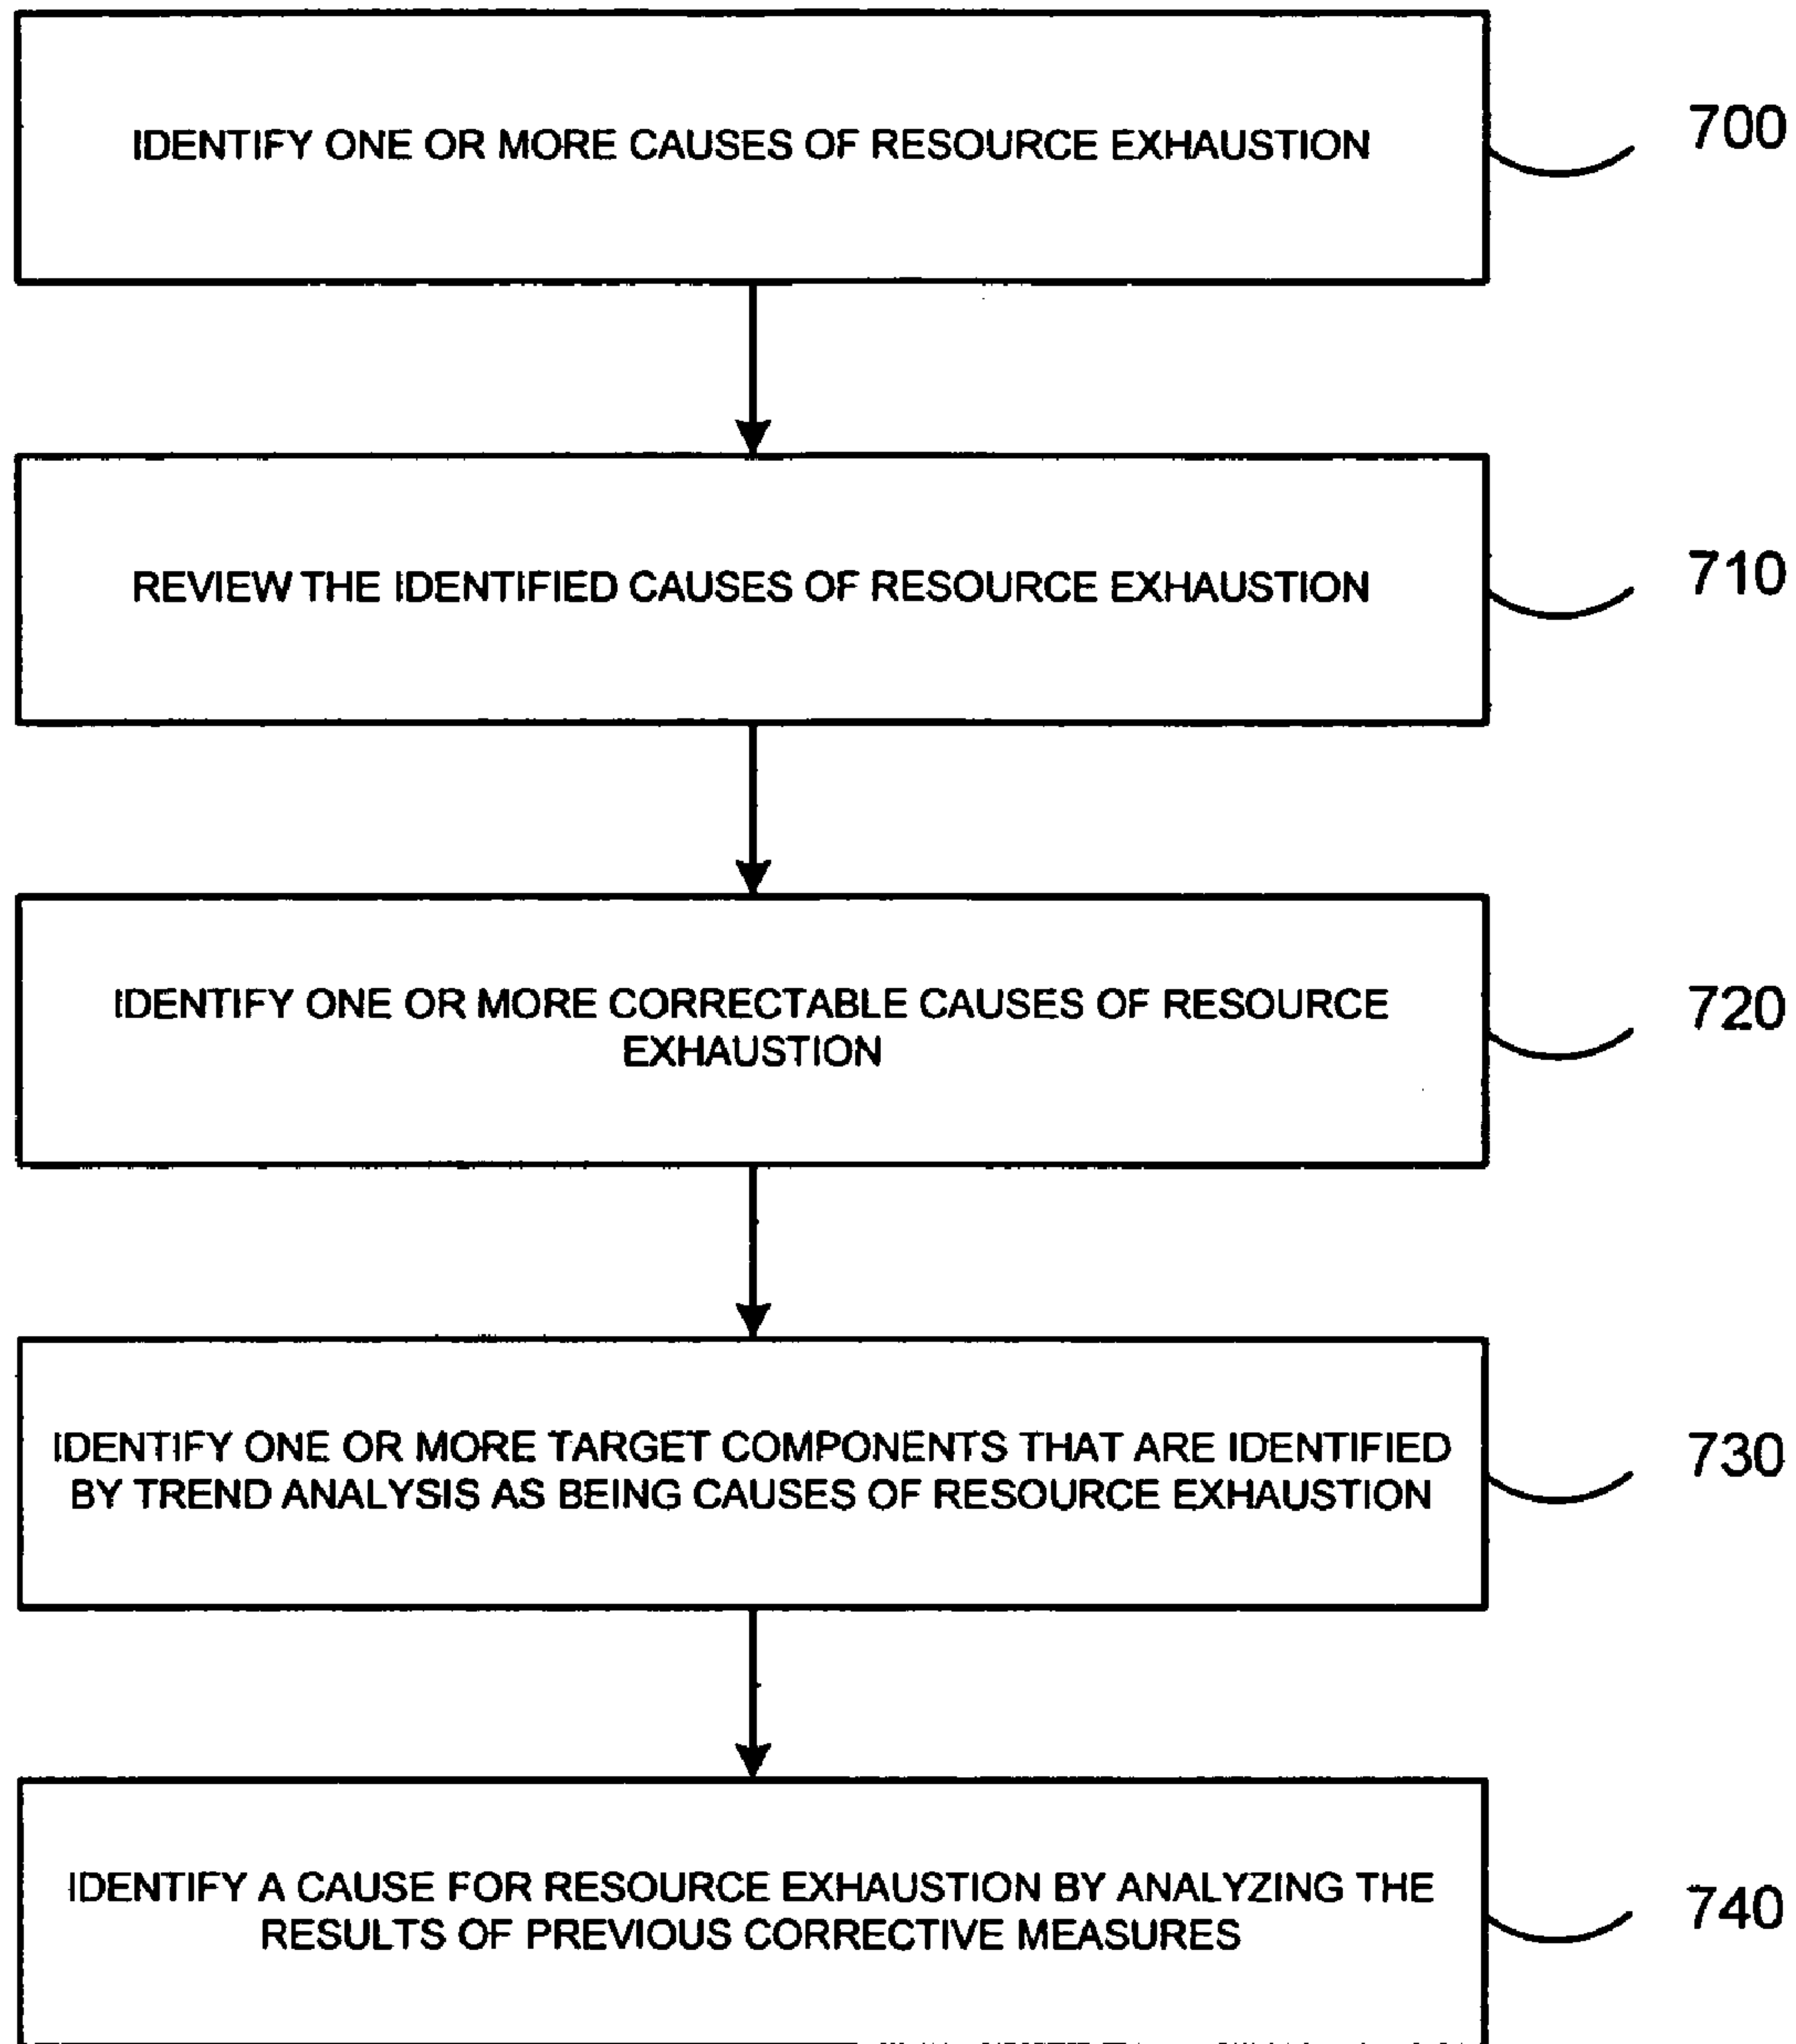 IDENTIFY ONE OR MORE CAUSES OF RESOURCE EXHAUSTION
700
REVIEW THE IDENTIFIED CAUSES OF RESOURCE EXHAUSTION
710
IDENTIFY ONE OR MORE CORRECTABLE CAUSES OF RESOURCE
EXHAUSTION
720
IDENTIFY ONE OR MORE TARGET COMPONENTS THAT ARE IDENTIFIED
BY TREND ANALYSIS AS BEING CAUSES OF RESOURCE EXHAUSTION
730
IDENTIFY A CAUSE FOR RESOURCE EXHAUSTION BY ANALYZING THE
RESULTS OF PREVIOUS CORRECTIVE MEASURES
740